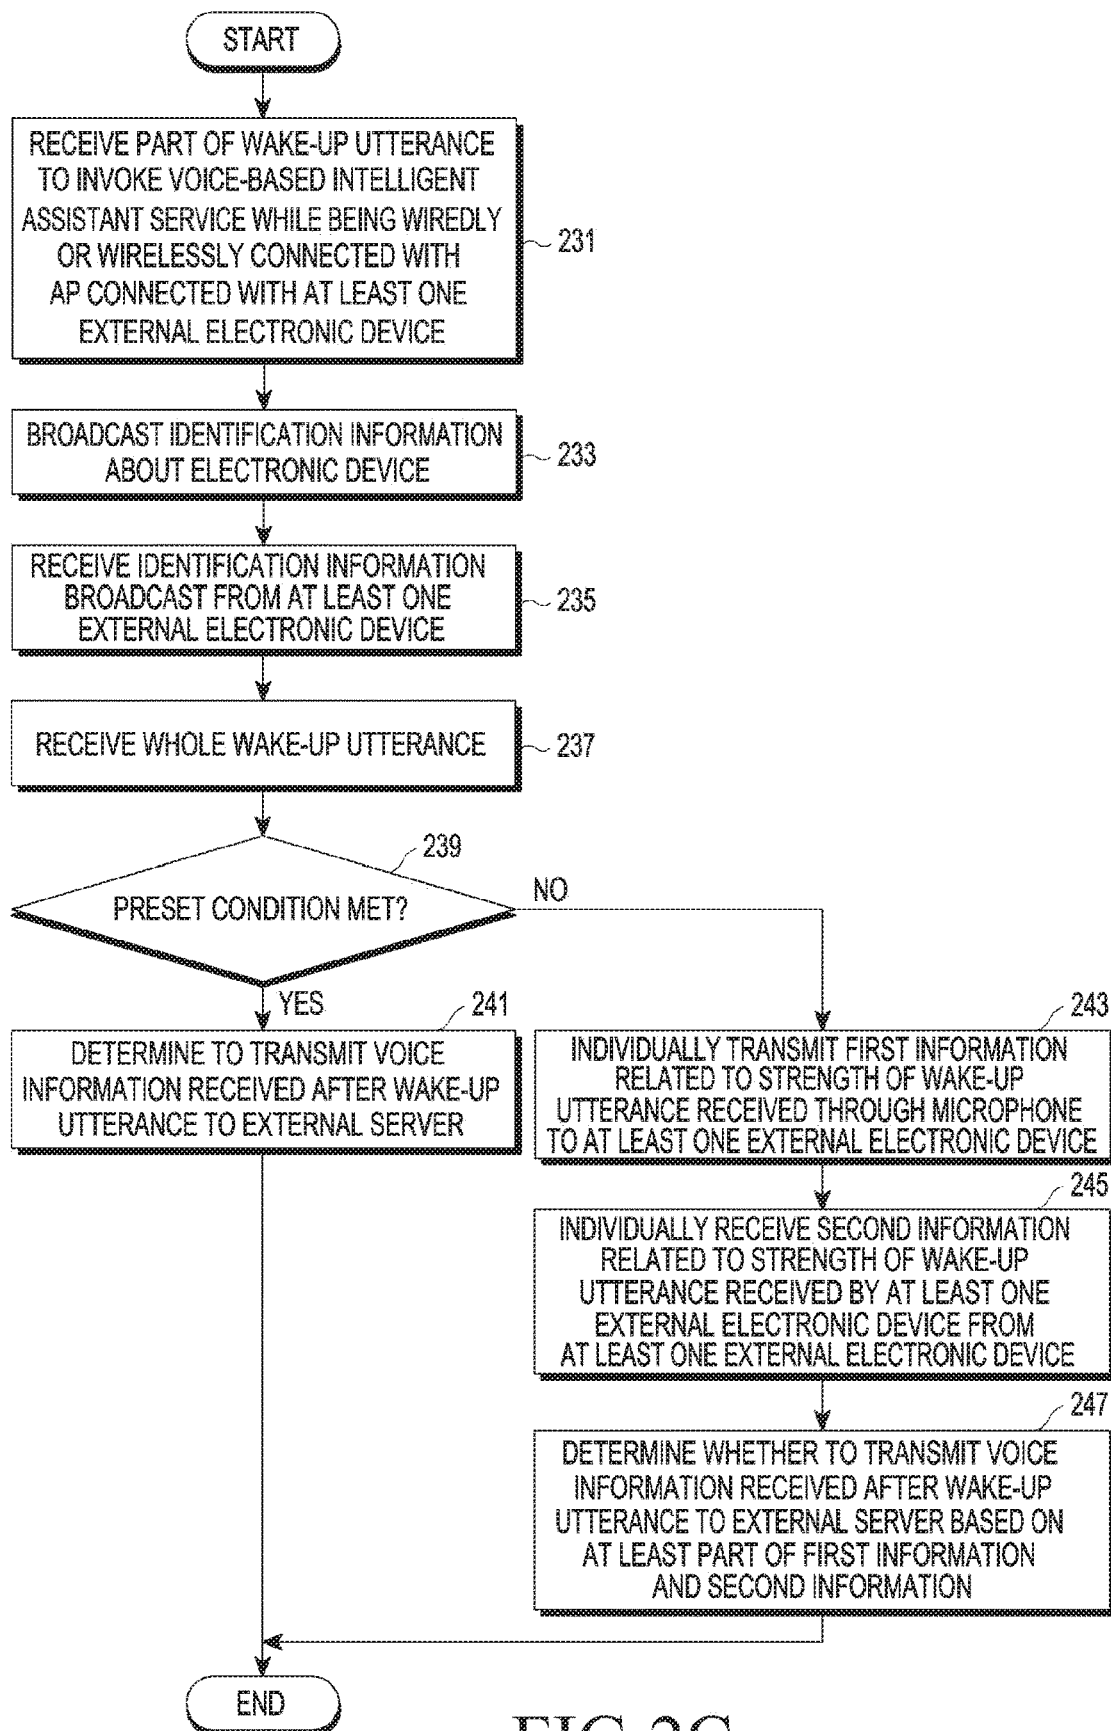 START
RECEIVE PART OF WAKE-UP UTTERANCE
TO INVOKE VOICE-BASED INTELLIGENT
ASSISTANT SERVICE WHILE BEING WIREDLY
OR WIRELESSLY CONNECTED WITH
AP CONNECTED WITH AT LEAST ONE
EXTERNAL ELECTRONIC DEVICE
231
BROADCAST IDENTIFICATION INFORMATION
ABOUT ELECTRONIC DEVICE
233
RECEIVE IDENTIFICATION INFORMATION
BROADCAST FROM AT LEAST ONE
EXTERNAL ELECTRONIC DEVICE
235
RECEIVE WHOLE WAKE-UP UTTERANCE
237
239
PRESET CONDITION MET?
NO
YES
241
DETERMINE TO TRANSMIT VOICE
INFORMATION RECEIVED AFTER WAKE-UP
UTTERANCE TO EXTERNAL SERVER
243
INDIVIDUALLY TRANSMIT FIRST INFORMATION
RELATED TO STRENGTH OF WAKE-UP
UTTERANCE RECEIVED THROUGH MICROPHONE
TO AT LEAST ONE EXTERNAL ELECTRONIC DEVICE
245
INDIVIDUALLY RECEIVE SECOND INFORMATION
RELATED TO STRENGTH OF WAKE-UP
UTTERANCE RECEIVED BY AT LEAST ONE
EXTERNAL ELECTRONIC DEVICE FROM
AT LEAST ONE EXTERNAL ELECTRONIC DEVICE
247
DETERMINE WHETHER TO TRANSMIT VOICE
INFORMATION RECEIVED AFTER WAKE-UP
UTTERANCE TO EXTERNAL SERVER BASED ON
AT LEAST PART OF FIRST INFORMATION
AND SECOND INFORMATION
END
FIG.2C